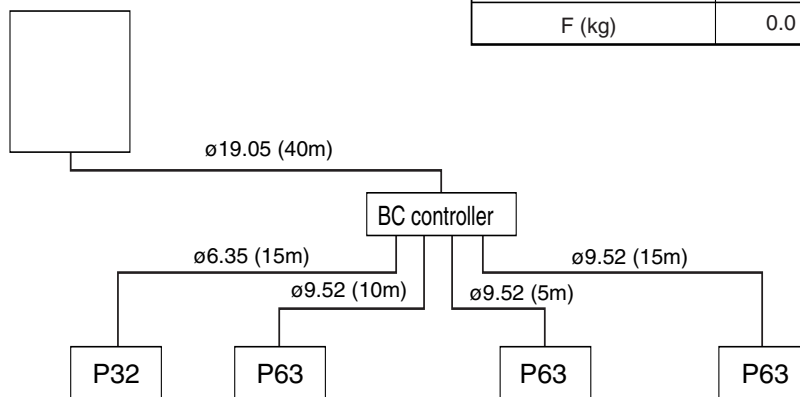 F (kg) 0.0
ø19.05 (40m)
BC controller
ø6.35 (15m)
ø9.52 (15m)
ø9.52 (10m)
ø9.52 (5m)
P32
P63
P63
P63